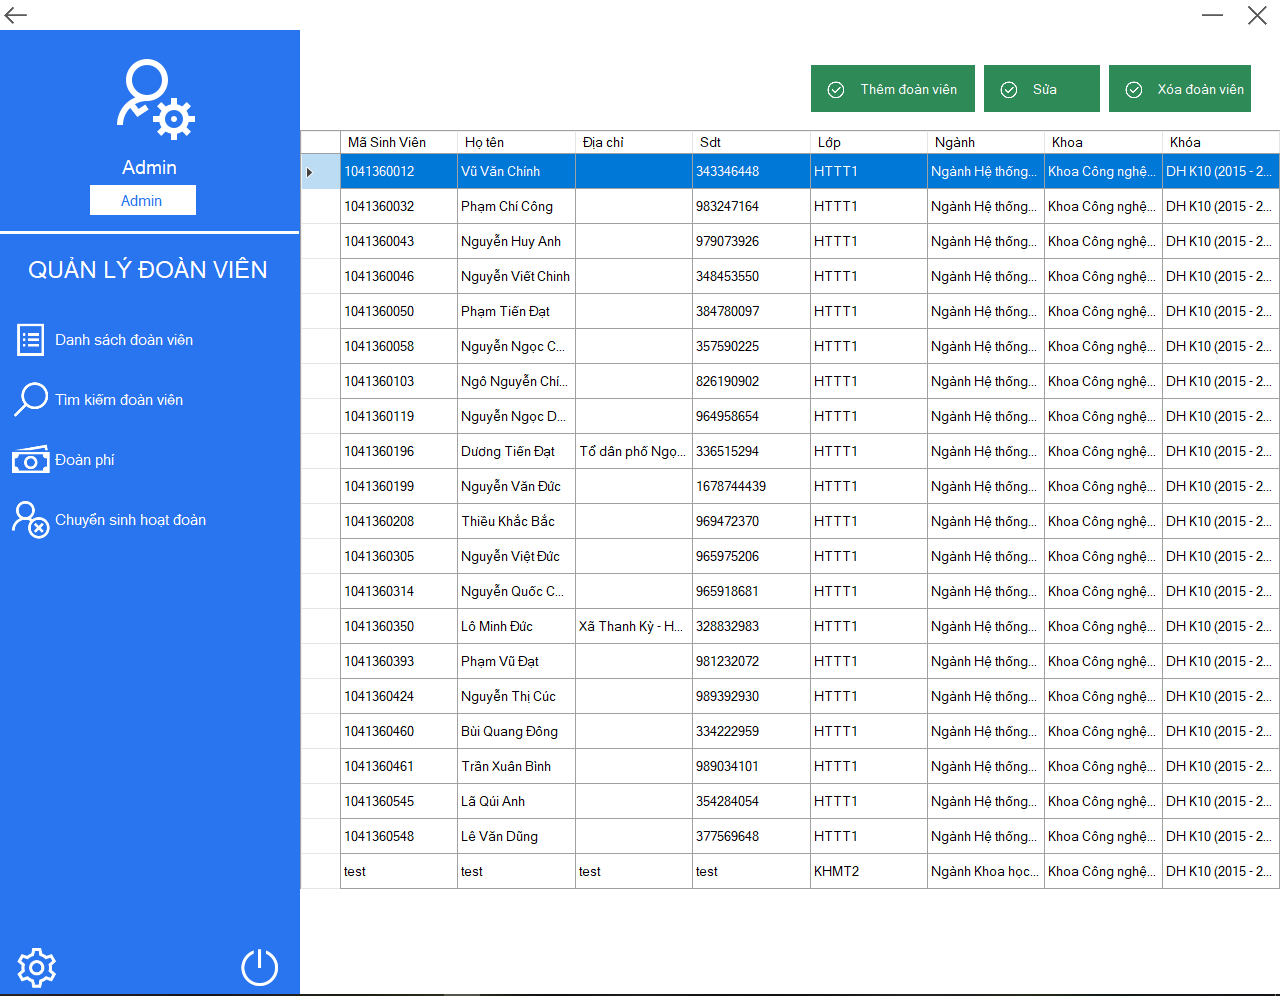 Thêm đoàn viên Sửa Xóa đoàn viên
Admin
Admin
QUẢN LÝ ĐOÀN VIÊN
Danh sách đoàn viên
Tìm kiếm đoàn viên
Đoàn phí
Chuyển sinh hoạt đoàn
Mã Sinh Viên Họ tên Địa chỉ Sdt Lớp Ngành Khoa Khóa
1041360012 Vũ Văn Chính 343346448 HTTT1 Ngành Hệ thống... Khoa Công nghệ... DH K10 (2015 - 2...
1041360032 Phạm Chí Công 983247164 HTTT1 Ngành Hệ thống... Khoa Công nghệ... DH K10 (2015 - 2...
1041360043 Nguyễn Huy Anh 979073926 HTTT1 Ngành Hệ thống... Khoa Công nghệ... DH K10 (2015 - 2...
1041360046 Nguyễn Viết Chinh 348453550 HTTT1 Ngành Hệ thống... Khoa Công nghệ... DH K10 (2015 - 2...
1041360050 Phạm Tiến Đạt 384780097 HTTT1 Ngành Hệ thống... Khoa Công nghệ... DH K10 (2015 - 2...
1041360058 Nguyễn Ngọc C... 357590225 HTTT1 Ngành Hệ thống... Khoa Công nghệ... DH K10 (2015 - 2...
1041360103 Ngô Nguyễn Chí... 826190902 HTTT1 Ngành Hệ thống... Khoa Công nghệ... DH K10 (2015 - 2...
1041360119 Nguyễn Ngọc D... 964958654 HTTT1 Ngành Hệ thống... Khoa Công nghệ... DH K10 (2015 - 2...
1041360196 Dương Tiến Đạt Tổ dân phố Ngọ... 336515294 HTTT1 Ngành Hệ thống... Khoa Công nghệ... DH K10 (2015 - 2...
1041360199 Nguyễn Văn Đức 1678744439 HTTT1 Ngành Hệ thống... Khoa Công nghệ... DH K10 (2015 - 2...
1041360208 Thiều Khắc Bắc 969472370 HTTT1 Ngành Hệ thống... Khoa Công nghệ... DH K10 (2015 - 2...
1041360305 Nguyễn Việt Đức 965975206 HTTT1 Ngành Hệ thống... Khoa Công nghệ... DH K10 (2015 - 2...
1041360314 Nguyễn Quốc C... 965918681 HTTT1 Ngành Hệ thống... Khoa Công nghệ... DH K10 (2015 - 2...
1041360350 Lô Minh Đức Xã Thanh Kỳ - H... 328832983 HTTT1 Ngành Hệ thống... Khoa Công nghệ... DH K10 (2015 - 2...
1041360393 Phạm Vũ Đạt 981232072 HTTT1 Ngành Hệ thống... Khoa Công nghệ... DH K10 (2015 - 2...
1041360424 Nguyễn Thị Cúc 989392930 HTTT1 Ngành Hệ thống... Khoa Công nghệ... DH K10 (2015 - 2...
1041360460 Bùi Quang Đông 334222959 HTTT1 Ngành Hệ thống... Khoa Công nghệ... DH K10 (2015 - 2...
1041360461 Trần Xuân Bình 989034101 HTTT1 Ngành Hệ thống... Khoa Công nghệ... DH K10 (2015 - 2...
1041360545 Lã Qúi Anh 354284054 HTTT1 Ngành Hệ thống... Khoa Công nghệ... DH K10 (2015 - 2...
1041360548 Lê Văn Dũng 377569648 HTTT1 Ngành Hệ thống... Khoa Công nghệ... DH K10 (2015 - 2...
test test test test KHMT2 Ngành Khoa học... Khoa Công nghệ... DH K10 (2015 - 2...